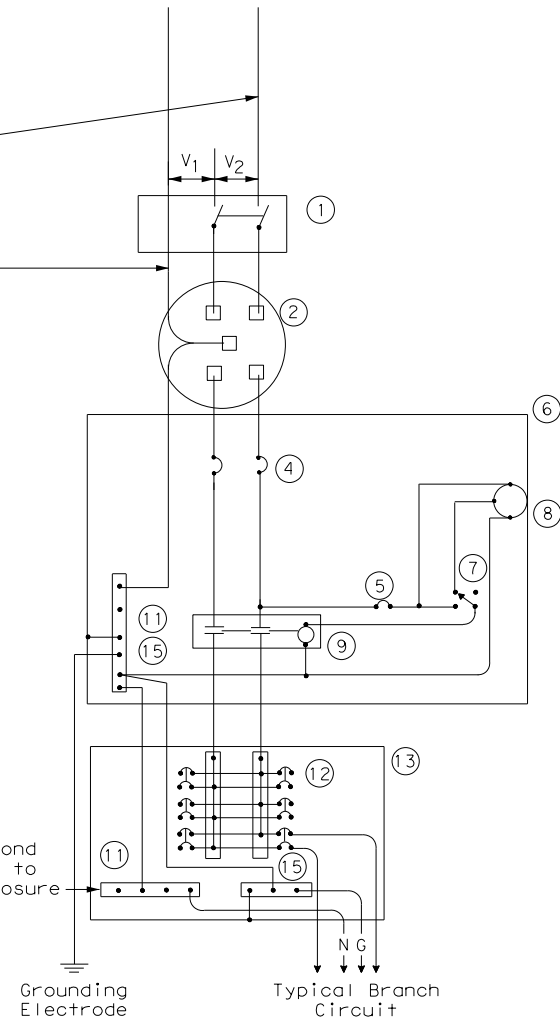 V1 V2
1
2
6
4
8
7
5
11
15
9
13
12
11
15
ond
to
osure
N G
Grounding
Electrode
Typical Branch
Circuit